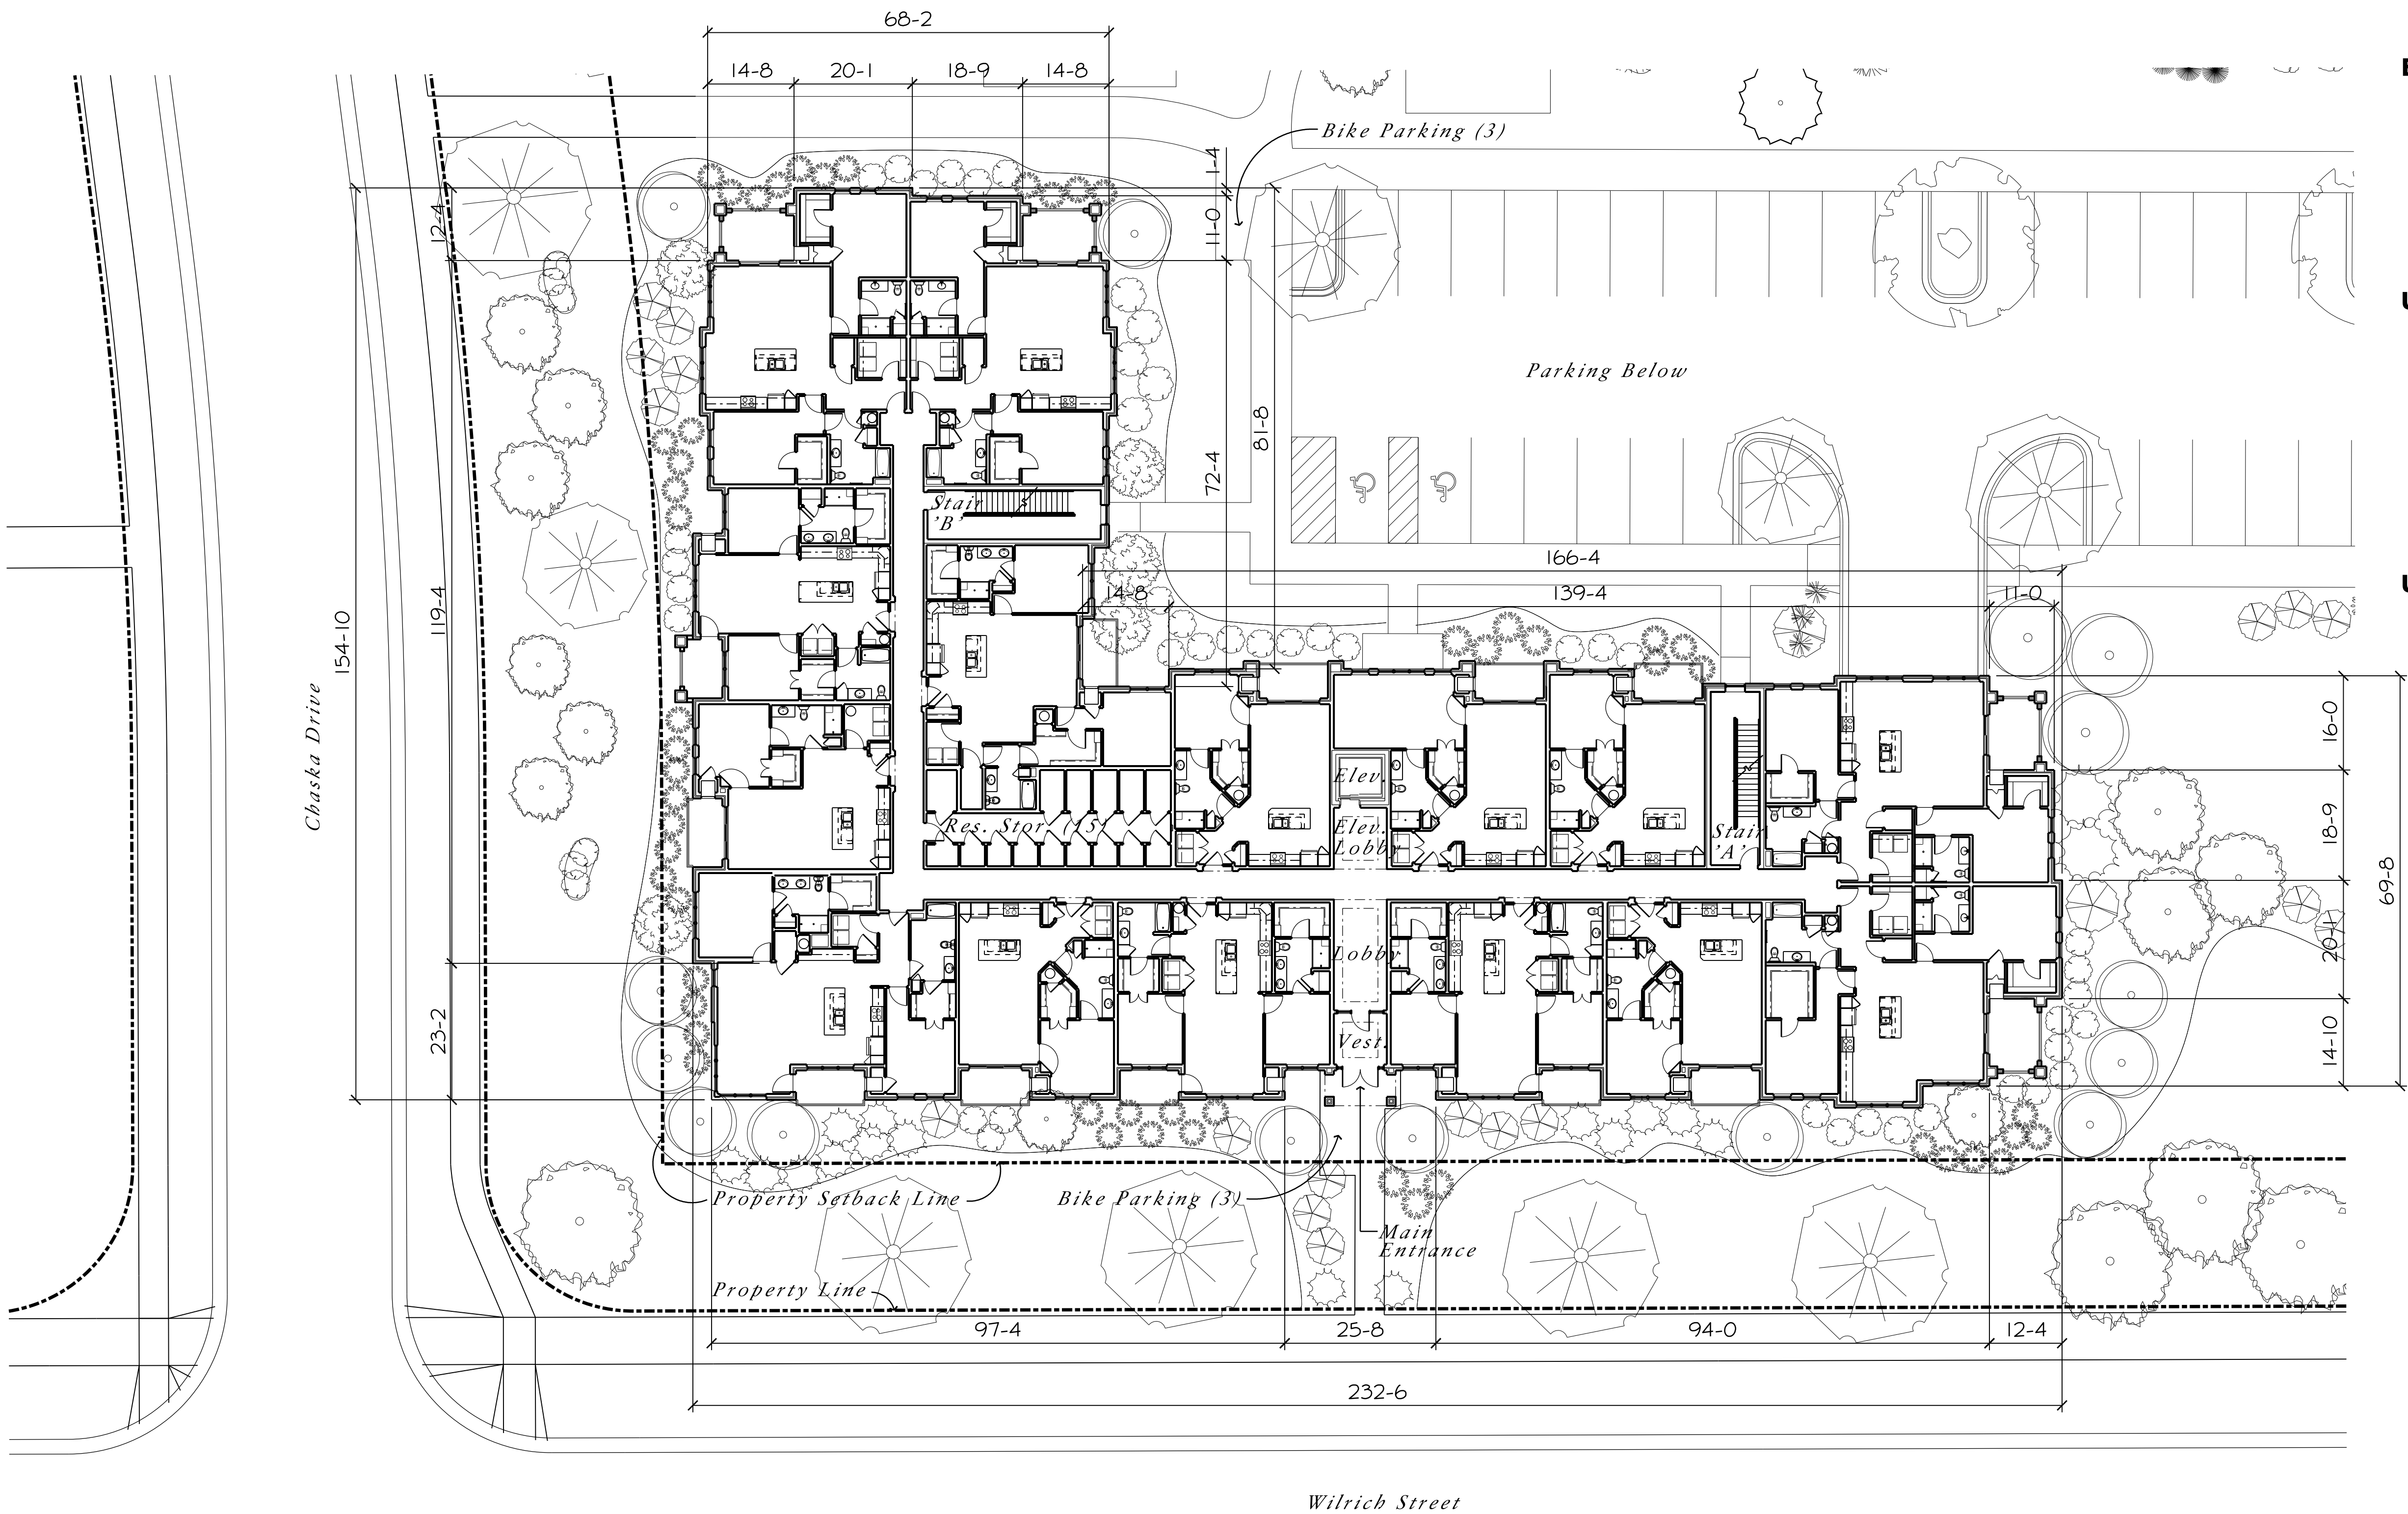 68-2
14-8
20-1
18-9
14-8
Bike Parking (3)
1-4
11-0
12-4
Parking Below
81-8
72-4
Stair
'B'
166-4
14-8
139-4
11-0
119-4
154-10
Chaska Drive
16-0
Elev.
Res. Stor. (15)
Elev.
Lobby
Stair
'A'
18-9
69-8
Lobby
20-1
23-2
Vest.
14-10
Property Setback Line
Bike Parking (3)
Main
Entrance
Property Line
97-4
25-8
94-0
12-4
232-6
Wilrich Street